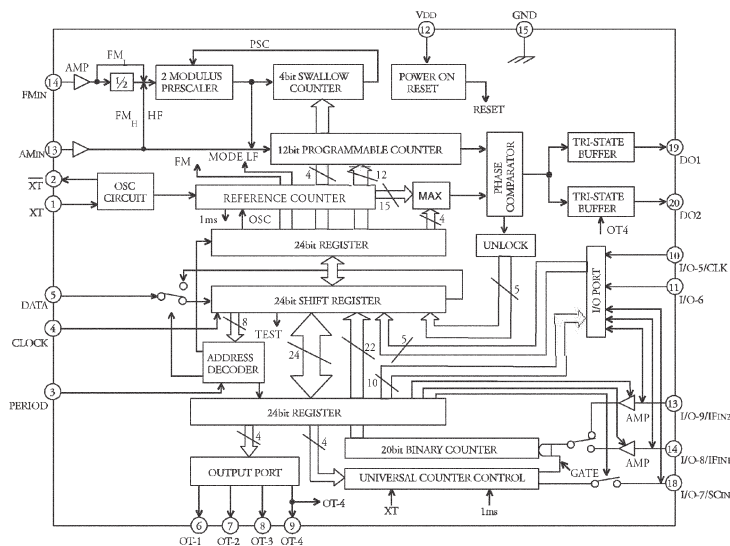 VDD
GND
12
15
PSC
FML
AMP
14
FMIN
1/2
2 MODULUS
PRESCALER
4bit SWALLOW
COUNTER
POWER ON
RESET
RESET
FMH
HF
13
AMIN
12bit PROGRAMMABLE COUNTER
PHASE
COMPARATOR
TRI-STATE
BUFFER
19
DO1
FM
MODE LF
4
12
2
XT
1
XT
OSC
CIRCUIT
REFERENCE COUNTER
15
MAX
TRI-STATE
BUFFER
20
DO2
1ms
OSC
4
OT4
24bit REGISTER
UNLOCK
10
I/O-5/CLK
I/O PORT
11
I/O-6
5
DATA
24bit SHIFT REGISTER
5
4
CLOCK
8
TEST
24
22
5
ADDRESS
DECODER
10
3
PERIOD
24bit REGISTER
13
I/O-9/IFIN2
AMP
4
4
20bit BINARY COUNTER
14
I/O-8/IFIN1
AMP
OUTPUT PORT
UNIVERSAL COUNTER CONTROL
GATE
18
I/O-7/SCIN
OT-4
XT
1ms
6
7
8
9
OT-1
OT-2
OT-3
OT-4